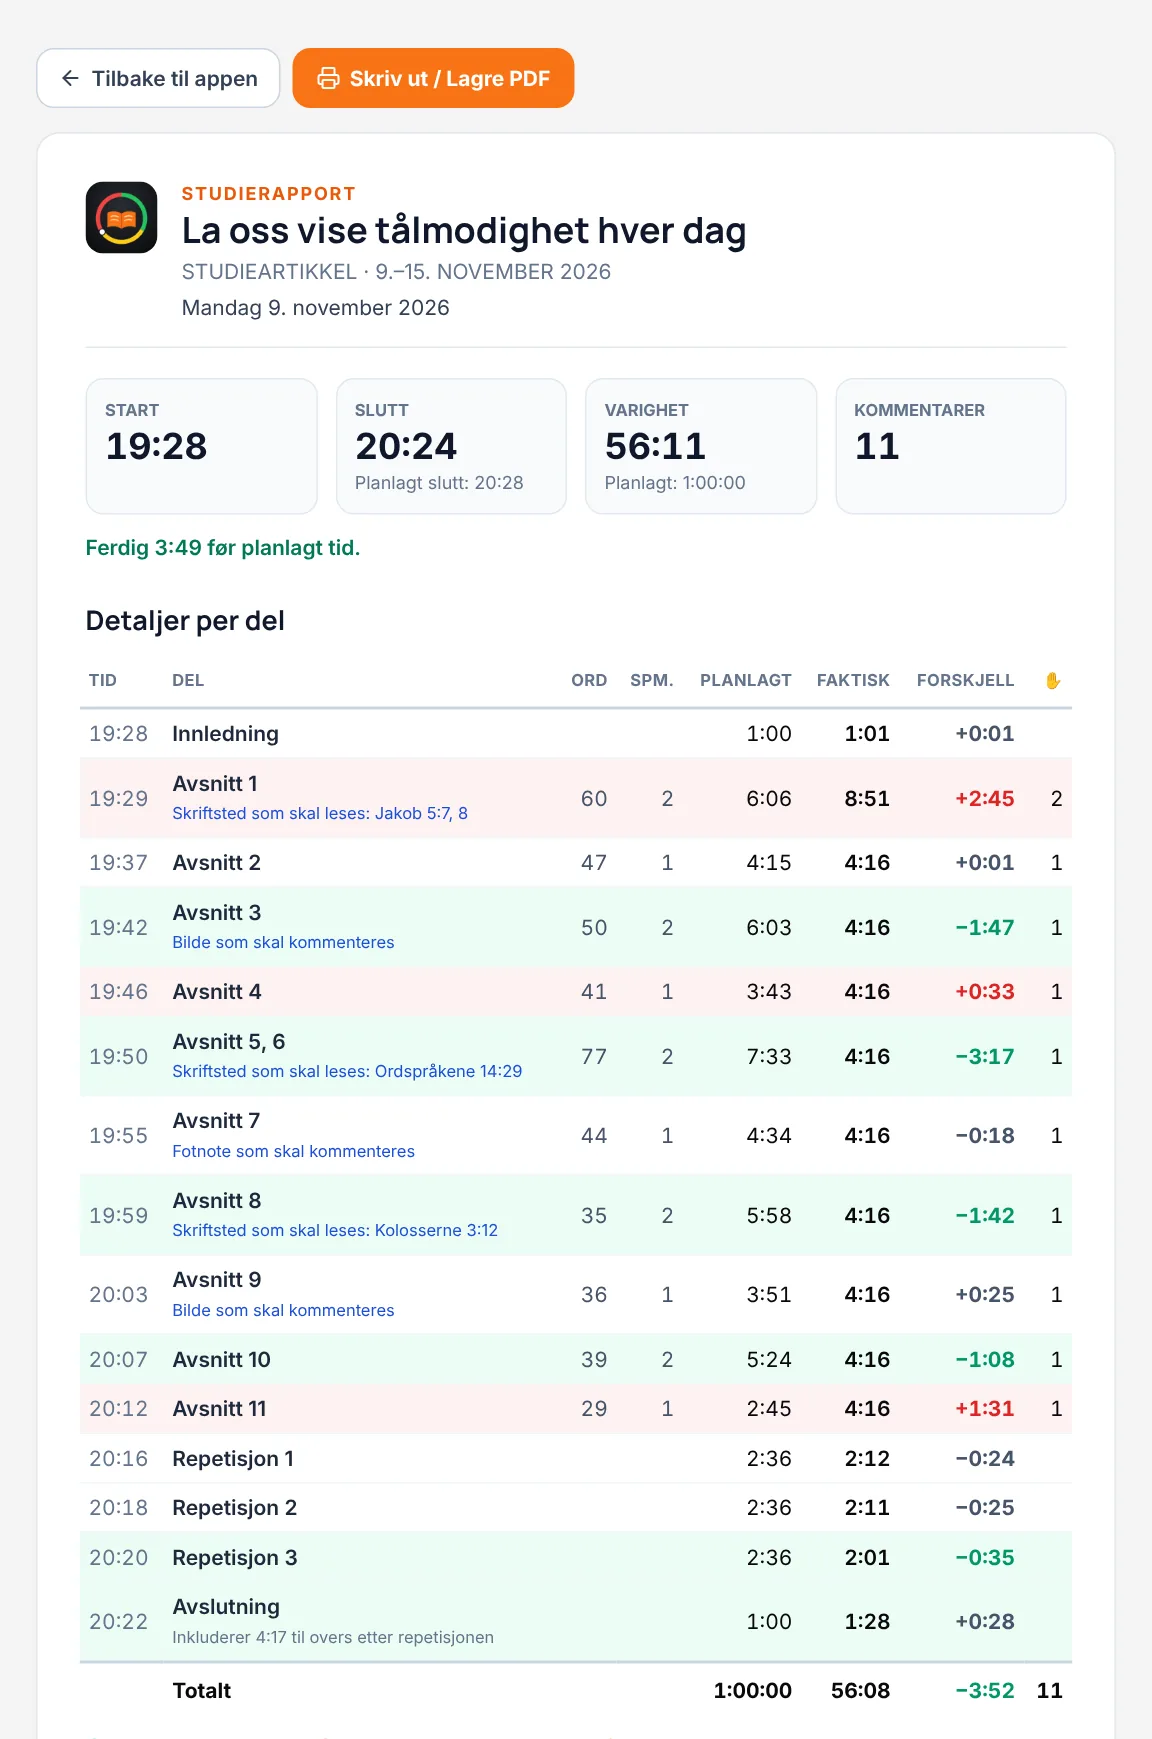 Tilbake til appen
Skriv ut / Lagre PDF
STUDIERAPPORT
La oss vise tålmodighet hver dag
STUDIEARTIKKEL · 9.–15. NOVEMBER 2026
Mandag 9. november 2026
START
19:28
SLUTT
20:24
Planlagt slutt: 20:28
VARIGHET
56:11
Planlagt: 1:00:00
KOMMENTARER
11
Ferdig 3:49 før planlagt tid.
Detaljer per del
TID DEL ORD SPM. PLANLAGT FAKTISK FORSKJELL ✋
19:28 Innledning 1:00 1:01 +0:01
19:29 Avsnitt 1 60 2 6:06 8:51 +2:45 2
Skriftsted som skal leses: Jakob 5:7, 8
19:37 Avsnitt 2 47 1 4:15 4:16 +0:01 1
19:42 Avsnitt 3 50 2 6:03 4:16 −1:47 1
Bilde som skal kommenteres
19:46 Avsnitt 4 41 1 3:43 4:16 +0:33 1
19:50 Avsnitt 5, 6 77 2 7:33 4:16 −3:17 1
Skriftsted som skal leses: Ordspråkene 14:29
19:55 Avsnitt 7 44 1 4:34 4:16 −0:18 1
Fotnote som skal kommenteres
19:59 Avsnitt 8 35 2 5:58 4:16 −1:42 1
Skriftsted som skal leses: Kolosserne 3:12
20:03 Avsnitt 9 36 1 3:51 4:16 +0:25 1
Bilde som skal kommenteres
20:07 Avsnitt 10 39 2 5:24 4:16 −1:08 1
20:12 Avsnitt 11 29 1 2:45 4:16 +1:31 1
20:16 Repetisjon 1 2:36 2:12 −0:24
20:18 Repetisjon 2 2:36 2:11 −0:25
20:20 Repetisjon 3 2:36 2:01 −0:35
20:22 Avslutning 1:00 1:28 +0:28
Inkluderer 4:17 til overs etter repetisjonen
Totalt 1:00:00 56:08 −3:52 11